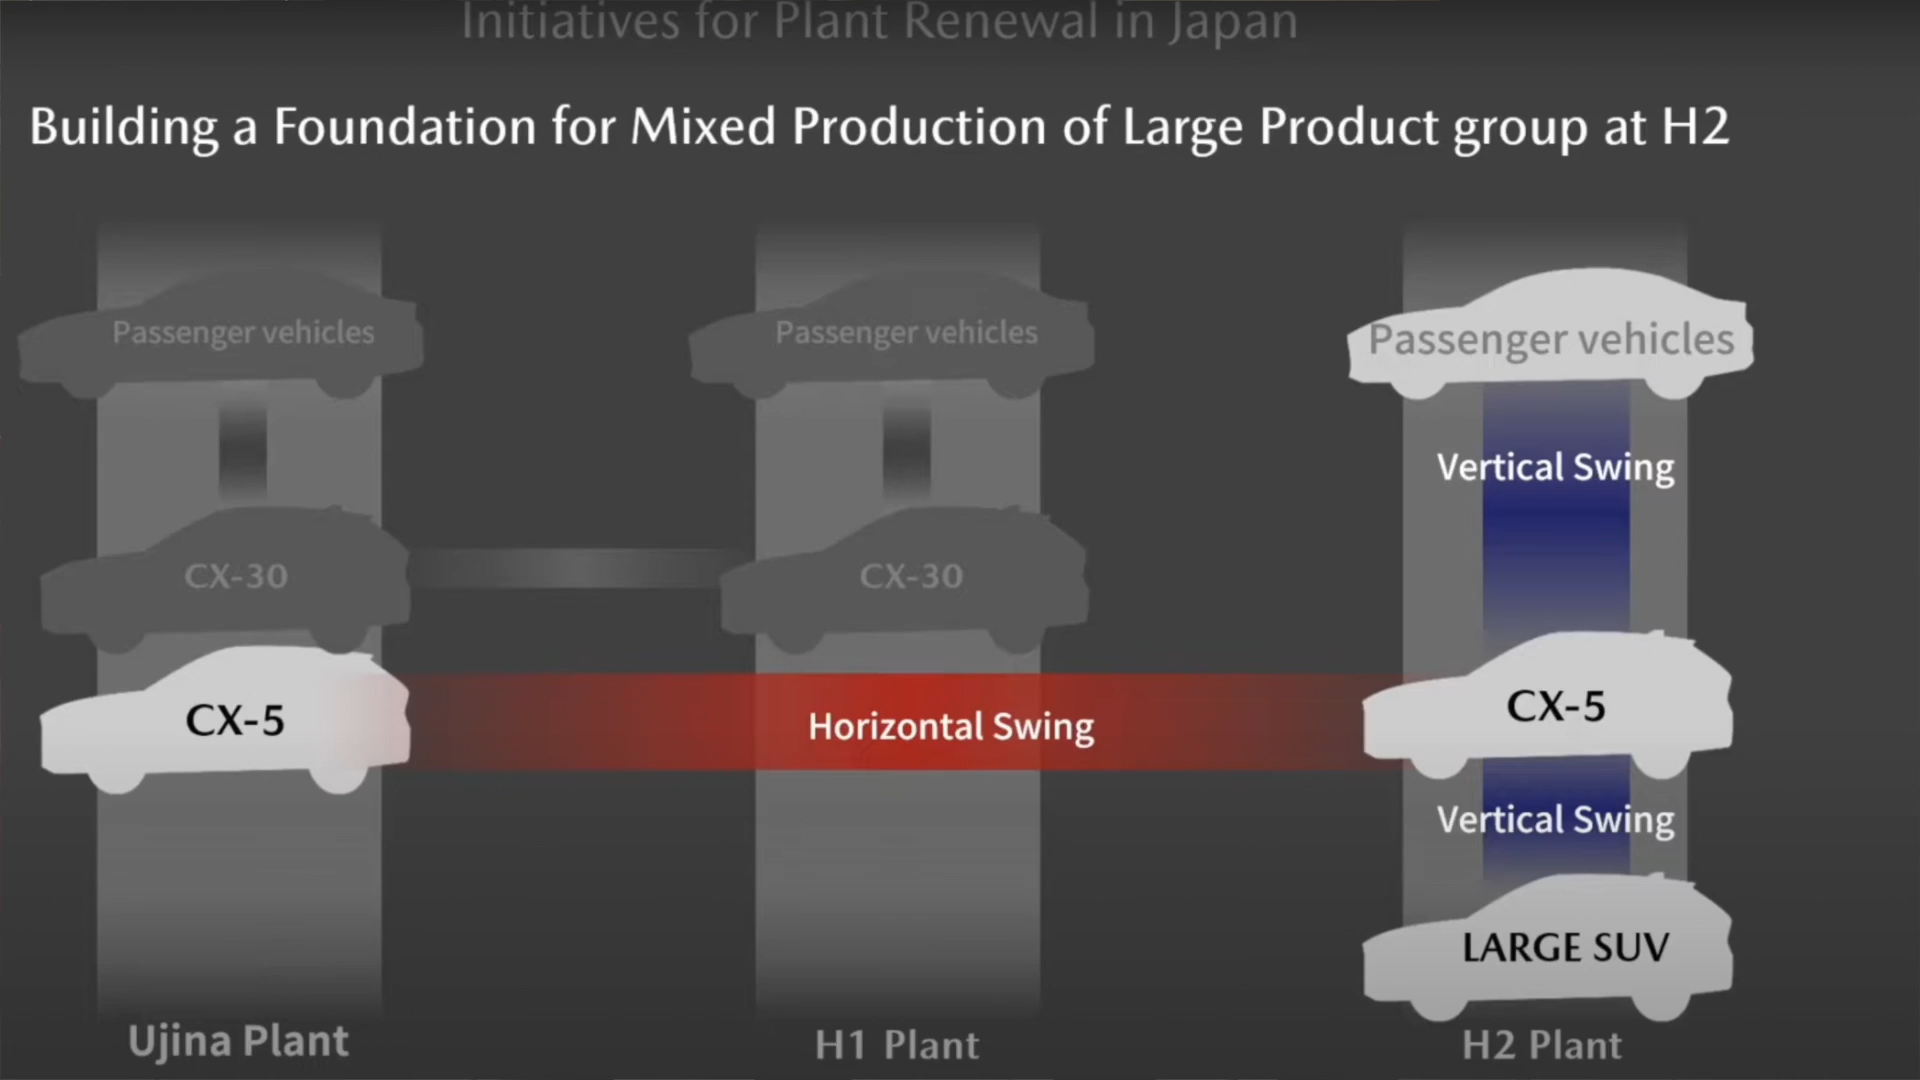 Initiatives for Plant Renewal in Japan
Building a Foundation for Mixed Production of Large Product group at H2
Passenger vehicles
Passenger vehicles
Passenger vehicles
Vertical Swing
CX-30
CX-30
CX-5
Horizontal Swing
CX-5
Vertical Swing
LARGE SUV
Ujina Plant
H1 Plant
H2 Plant